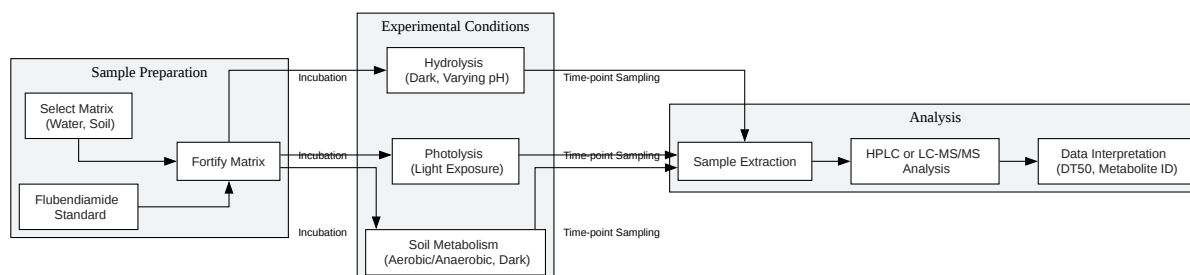 Sample Preparation
Select Matrix
(Water, Soil)
Flubendiamide
Standard
Fortify Matrix
Incubation
Incubation
Incubation
Experimental Conditions
Hydrolysis
(Dark, Varying pH)
Photolysis
(Light Exposure)
Soil Metabolism
(Aerobic/Anaerobic, Dark)
Time-point Sampling
Time-point Sampling
Time-point Sampling
Analysis
Sample Extraction
HPLC or LC-MS/MS
Analysis
Data Interpretation
(DT50, Metabolite ID)